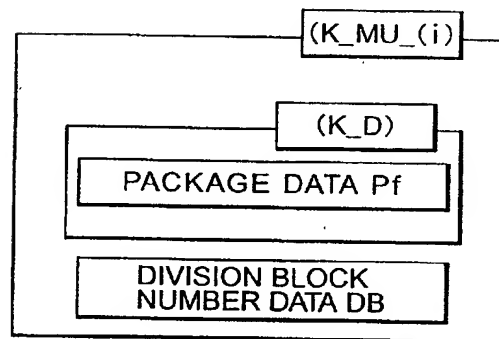 (K_MU_(i)
(K_D)
PACKAGE DATA Pf
DIVISION BLOCK
NUMBER DATA DB